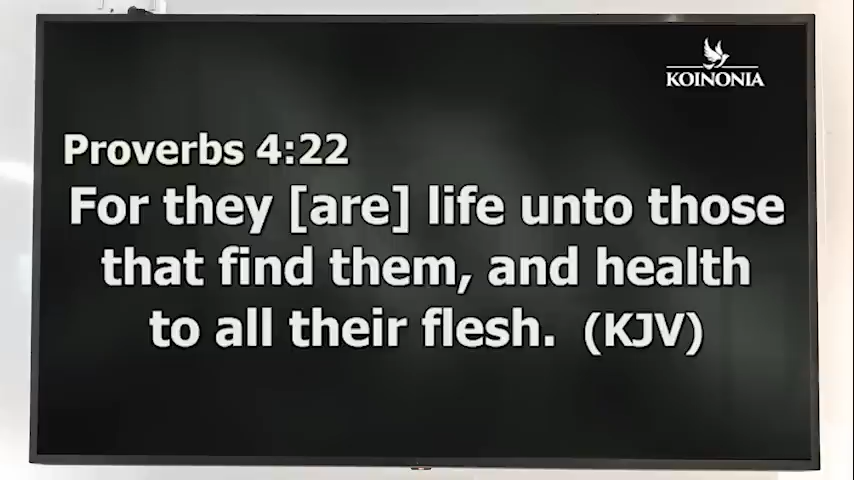 KOINONIA
Proverbs 4:22
For they [are] life unto those
that find them, and health
to all their flesh. (KJV)